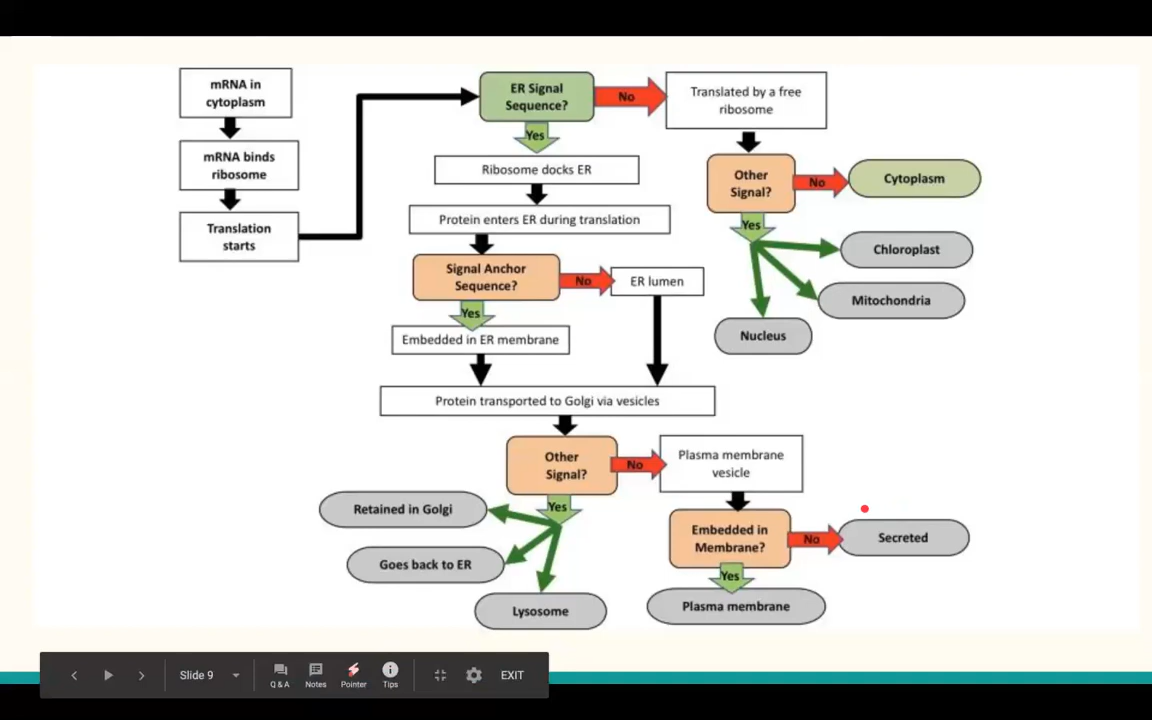 mRNA in
cytoplasm
mRNA binds
ribosome
Translation
starts
ER Signal
Sequence?
No
Translated by a free
ribosome
Yes
Ribosome docks ER
Other
Signal?
No
Cytoplasm
Protein enters ER during translation
Yes
Chloroplast
Signal Anchor
Sequence?
No
ER lumen
Mitochondria
Yes
Nucleus
Embedded in ER membrane
Protein transported to Golgi via vesicles
Other
Signal?
No
Plasma membrane
vesicle
Yes
Retained in Golgi
Embedded in
Membrane?
No
Secreted
Goes back to ER
Yes
Lysosome
Plasma membrane
Slide 9
Q & A
Notes
Pointer
Tips
EXIT